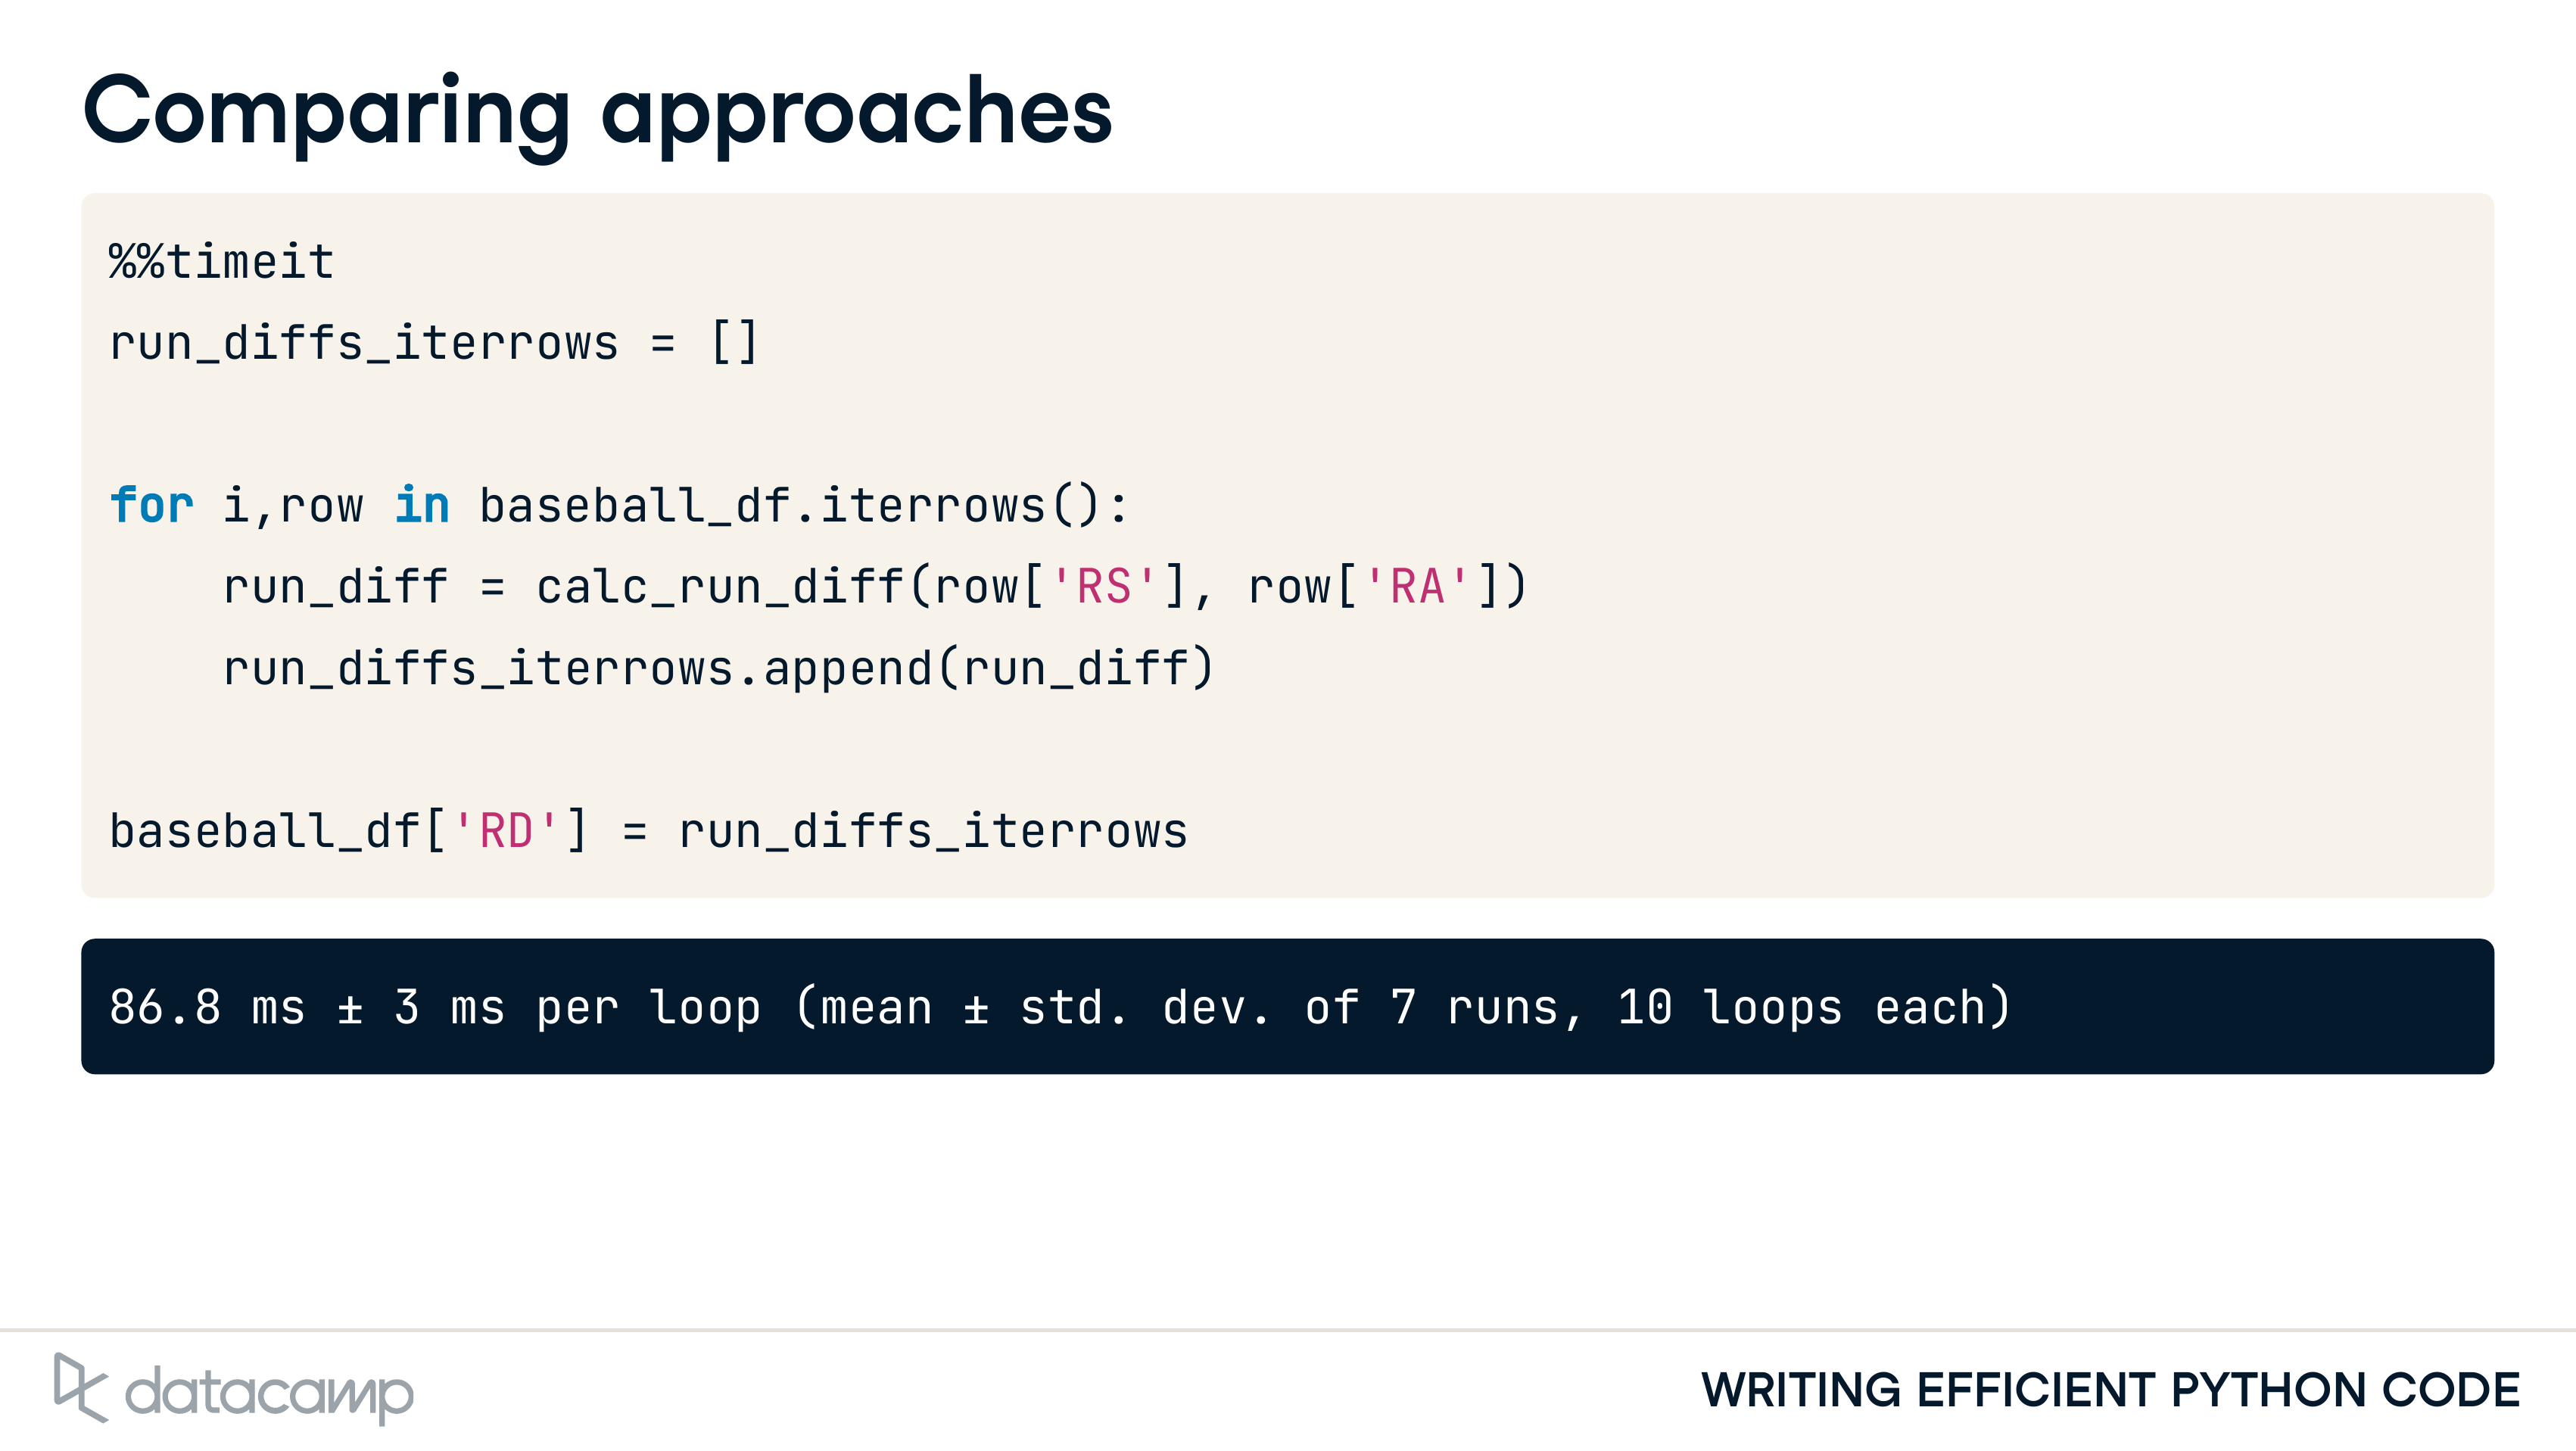 Comparing approaches
%%timeit
run_diffs_iterrows = []
for i,row in baseball_df.iterrows():
    run_diff = calc_run_diff(row['RS'], row['RA'])
    run_diffs_iterrows.append(run_diff)
baseball_df['RD'] = run_diffs_iterrows
86.8 ms ± 3 ms per loop (mean ± std. dev. of 7 runs, 10 loops each)
datacamp
WRITING EFFICIENT PYTHON CODE